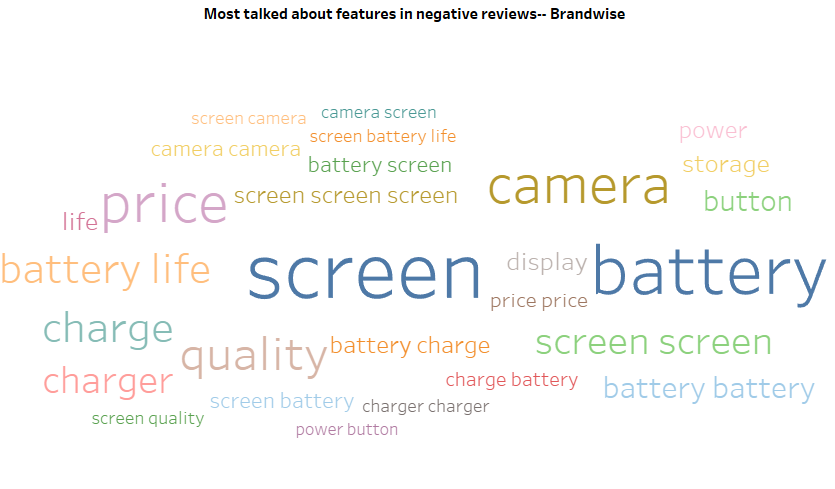 Most talked about features in negative reviews-- Brandwise
screen camera
camera screen
screen battery life
power
camera camera
battery screen
storage
price
screen screen screen
camera
button
life
battery life
screen
display
battery
price price
charge
quality
battery charge
screen screen
charger
charge battery
battery battery
screen battery
charger charger
screen quality
power button